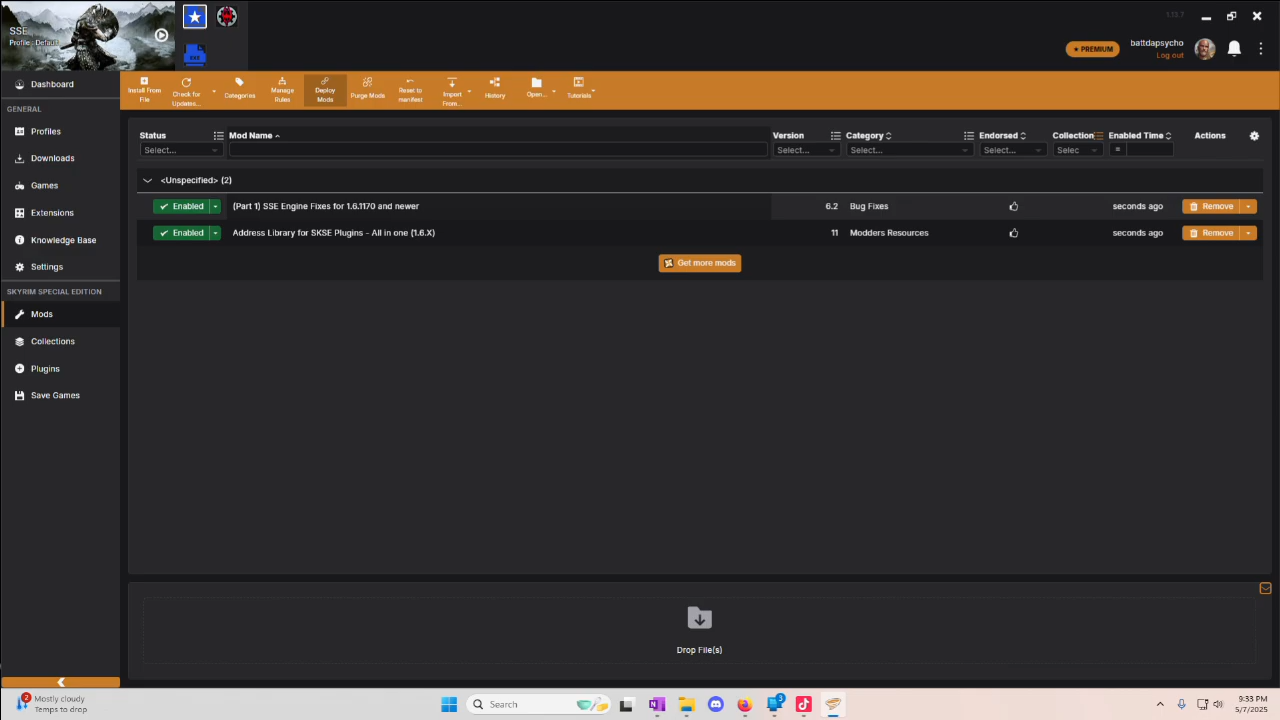 SSE
Profile : Default
1.13.7
PREMIUM
battdapsycho
Log out
Dashboard
GENERAL
Profiles
Downloads
Games
Extensions
Knowledge Base
Settings
SKYRIM SPECIAL EDITION
Mods
Collections
Plugins
Save Games
Install From
File
Check for
Updates...
Categories
Manage
Rules
Deploy
Mods
Purge Mods
Reset to
manifest
Import
From...
History
Open...
Tutorials
Status
Mod Name
Version
Category
Endorsed
Collection
Enabled Time
Actions
Select...
Select...
Select...
Select...
Selec
=
<Unspecified> (2)
Enabled
(Part 1) SSE Engine Fixes for 1.6.1170 and newer
6.2
Bug Fixes
seconds ago
Remove
Enabled
Address Library for SKSE Plugins - All in one (1.6.X)
11
Modders Resources
seconds ago
Remove
Get more mods
Drop File(s)
2
Mostly cloudy
Temps to drop
Search
3
5/7/2025